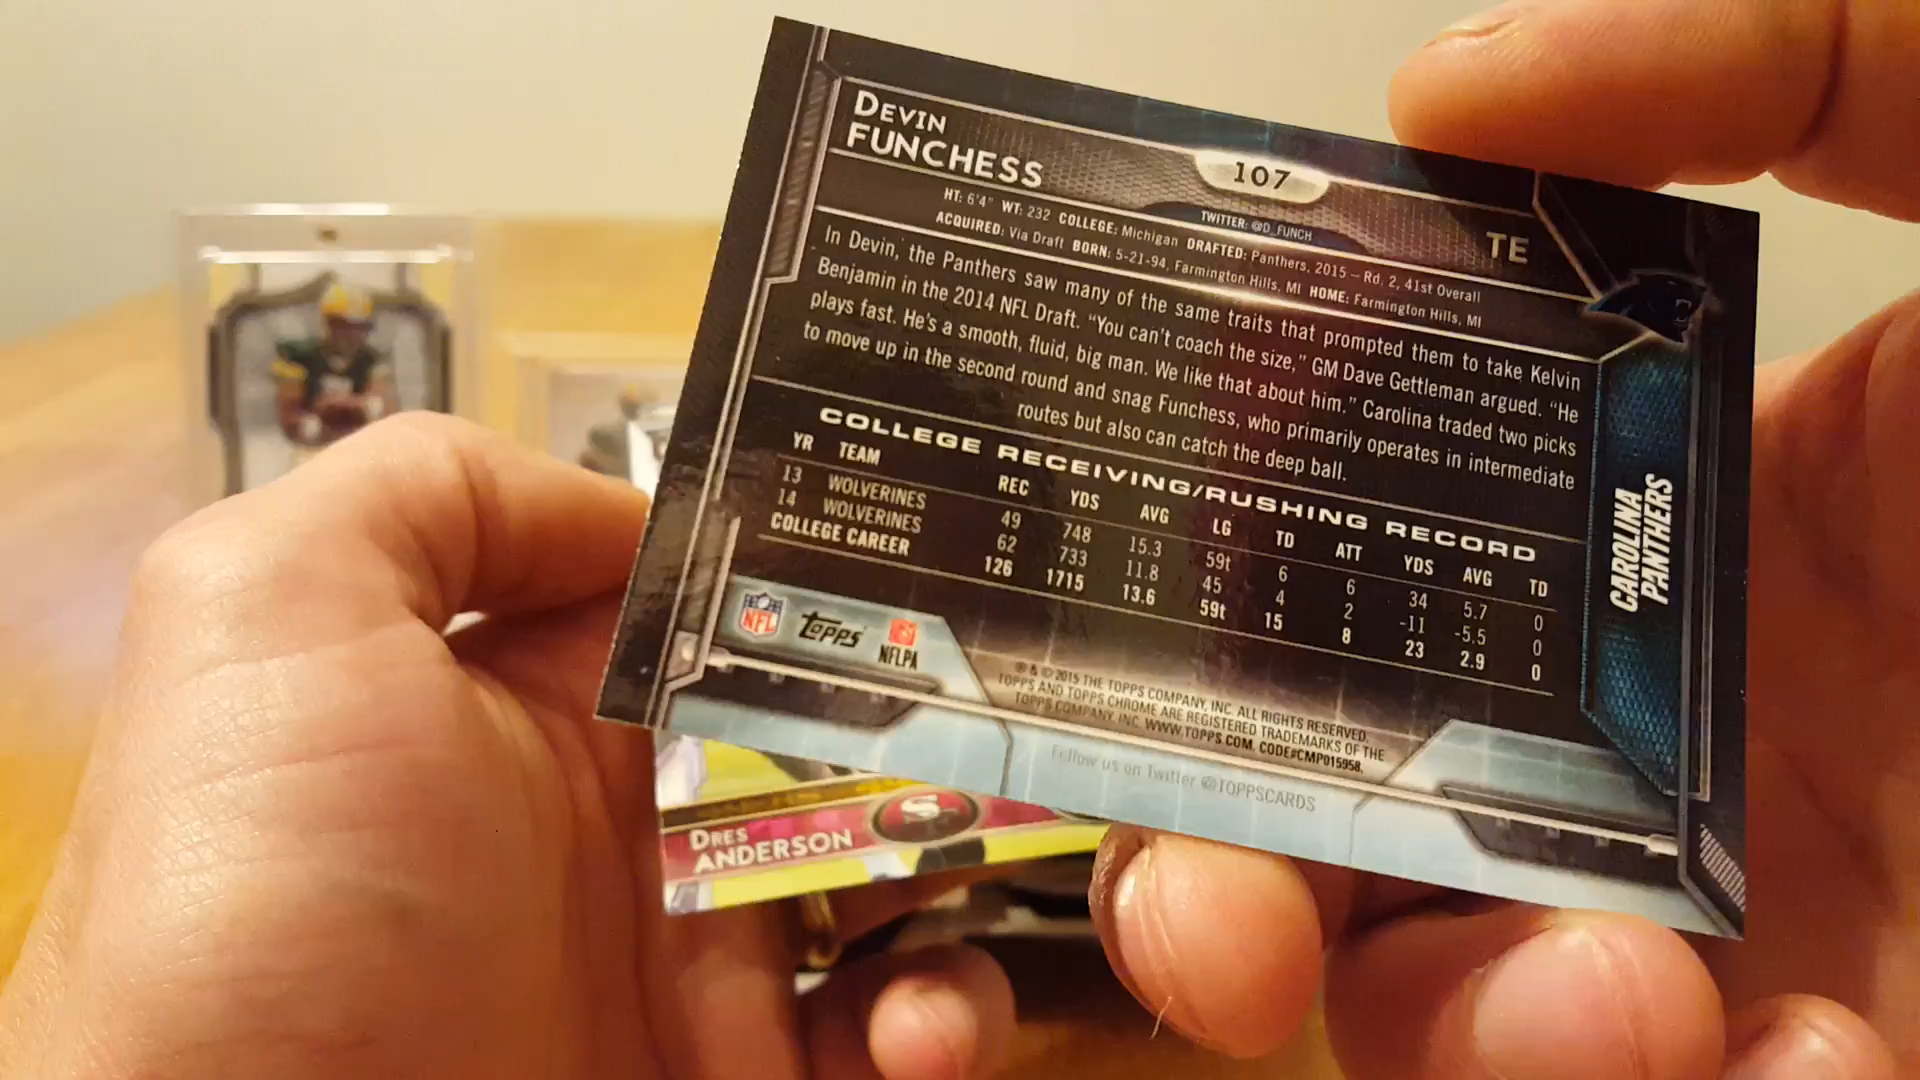 DEVIN
FUNCHESS
107
HT: 6'4" WT: 232 COLLEGE: Michigan DRAFTED: Panthers, 2015 – Rd. 2, 41st Overall
TWITTER: @D_FUNCH
ACQUIRED: Via Draft BORN: 5-21-94, Farmington Hills, MI HOME: Farmington Hills, MI
TE
In Devin, the Panthers saw many of the same traits that prompted them to take Kelvin
Benjamin in the 2014 NFL Draft. "You can't coach the size," GM Dave Gettleman argued. "He
plays fast. He's a smooth, fluid, big man. We like that about him." Carolina traded two picks
to move up in the second round and snag Funchess, who primarily operates in intermediate
routes but also can catch the deep ball.
COLLEGE RECEIVING/RUSHING RECORD
YR TEAM REC YDS AVG LG TD ATT YDS AVG TD
13 WOLVERINES 49 748 15.3 59t 6 6 34 5.7 0
14 WOLVERINES 62 733 11.8 45 4 2 -11 -5.5 0
COLLEGE CAREER 126 1715 13.6 59t 15 8 23 2.9 0
CAROLINA
PANTHERS
NFL
Topps
NFLPA
® & © 2015 THE TOPPS COMPANY, INC. ALL RIGHTS RESERVED.
TOPPS AND TOPPS CHROME ARE REGISTERED TRADEMARKS OF THE
TOPPS COMPANY, INC. WWW.TOPPS.COM. CODE#CMP015958.
Follow us on Twitter @TOPPSCARDS
DRES
ANDERSON
S